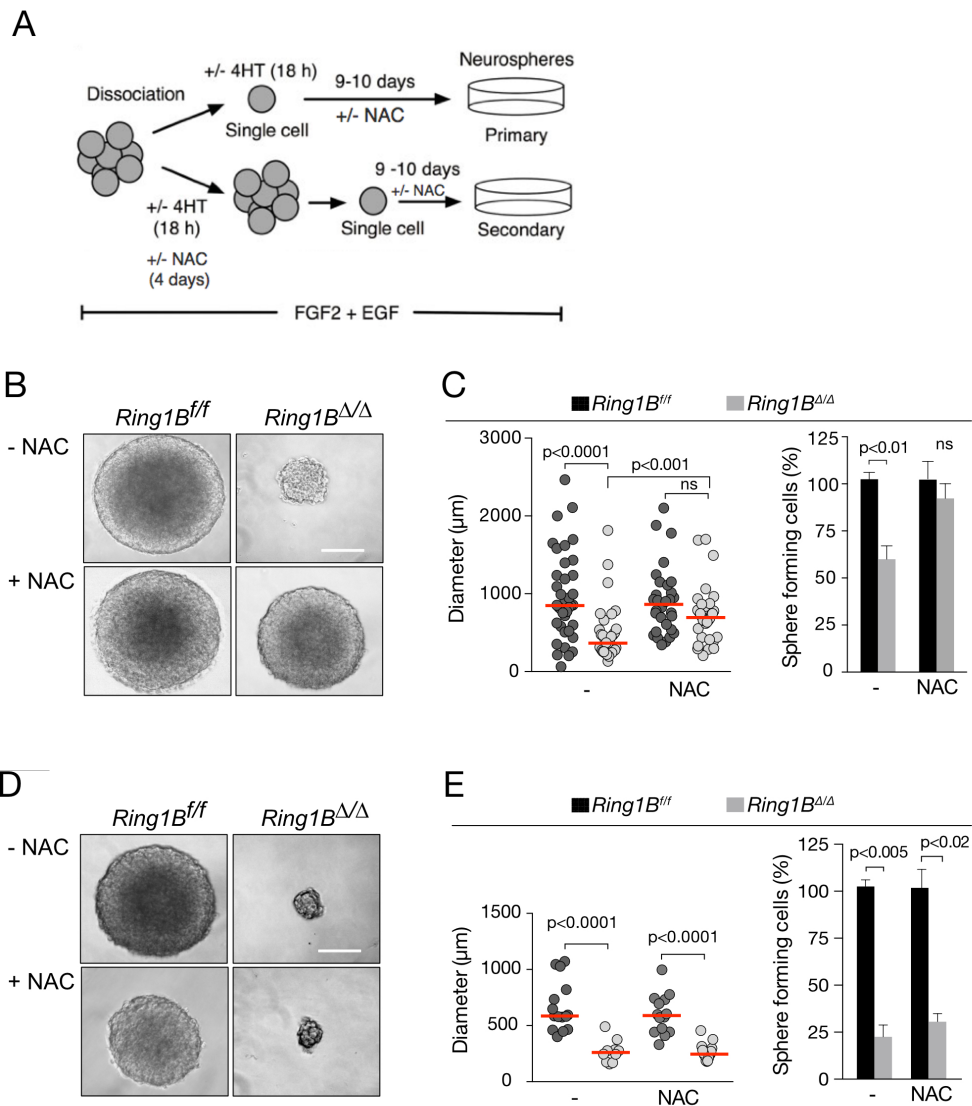 A
Dissociation
+/- 4HT (18 h)
Single cell
9-10 days
+/- NAC
Neurospheres
Primary
+/- 4HT
(18 h)
+/- NAC
(4 days)
9 -10 days
+/- NAC
Single cell
Secondary
FGF2 + EGF
B
Ring1Bf/f
Ring1BΔ/Δ
- NAC
+ NAC
C
Ring1Bf/f
Ring1BΔ/Δ
Diameter (µm)
3000
2000
1000
0
p<0.0001
p<0.001
ns
-
NAC
Sphere forming cells (%)
125
100
75
50
25
0
p<0.01
ns
-
NAC
D
Ring1Bf/f
Ring1BΔ/Δ
- NAC
+ NAC
E
Ring1Bf/f
Ring1BΔ/Δ
Diameter (µm)
1500
1000
500
0
p<0.0001
p<0.0001
-
NAC
Sphere forming cells (%)
125
100
75
50
25
0
p<0.005
p<0.02
-
NAC